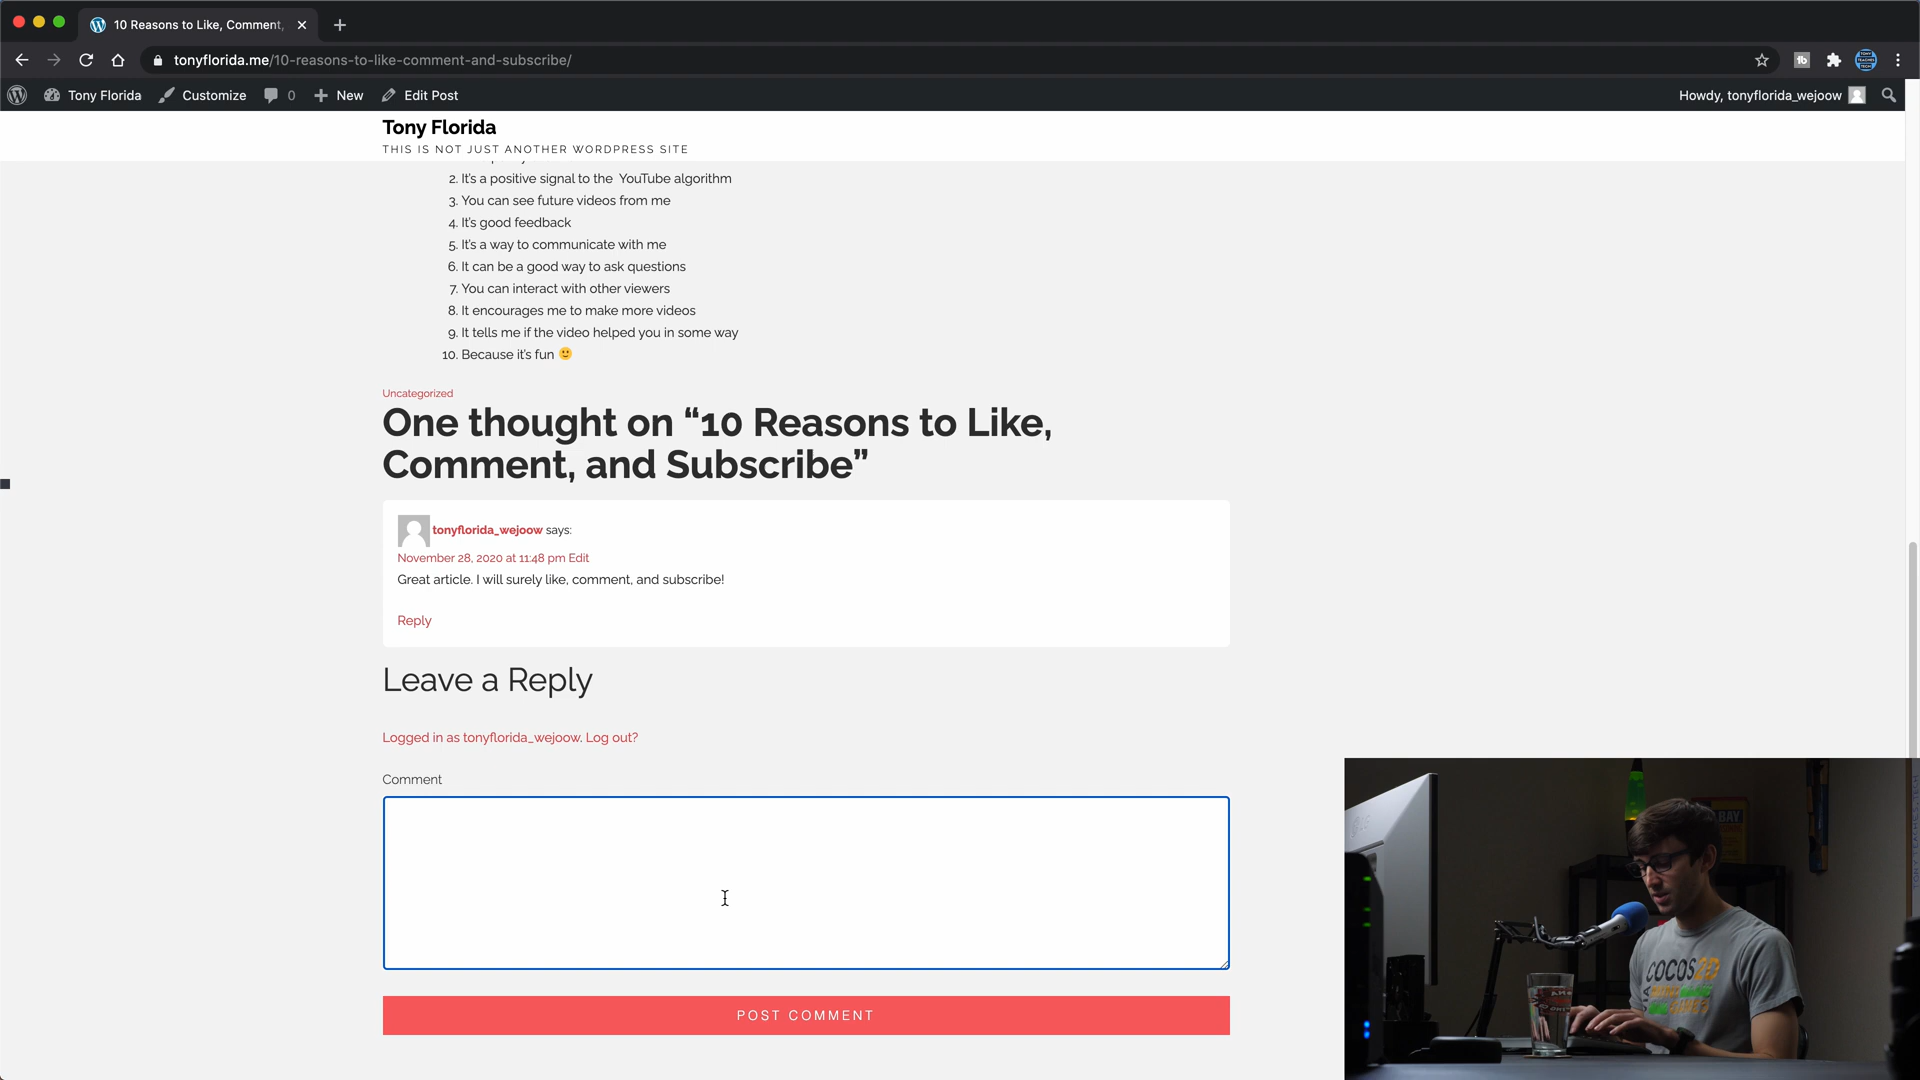 10 Reasons to Like, Comment,
tonyflorida.me/10-reasons-to-like-comment-and-subscribe/
Tony Florida Customize 0 New Edit Post
Howdy, tonyflorida_wejoow
Tony Florida
THIS IS NOT JUST ANOTHER WORDPRESS SITE
2. It's a positive signal to the YouTube algorithm
3. You can see future videos from me
4. It's good feedback
5. It's a way to communicate with me
6. It can be a good way to ask questions
7. You can interact with other viewers
8. It encourages me to make more videos
9. It tells me if the video helped you in some way
10. Because it's fun 🙂
Uncategorized
One thought on “10 Reasons to Like,
Comment, and Subscribe”
tonyflorida_wejoow says:
November 28, 2020 at 11:48 pm Edit
Great article. I will surely like, comment, and subscribe!
Reply
Leave a Reply
Logged in as tonyflorida_wejoow. Log out?
Comment
POST COMMENT
COCOS2D